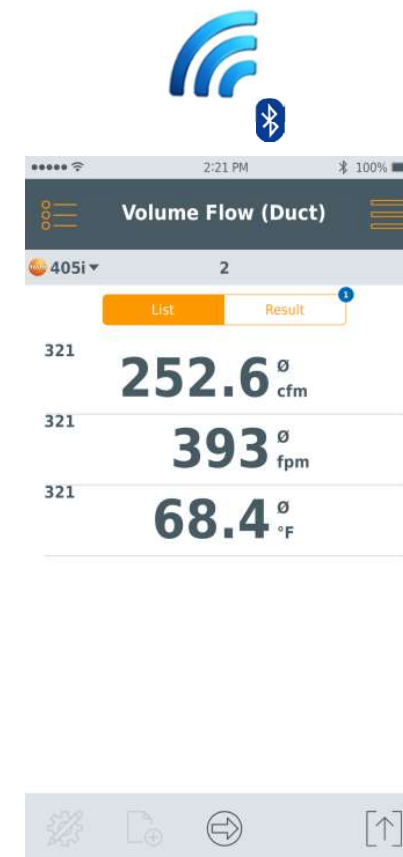 2:21 PM 100%
Volume Flow (Duct)
405i 2
List Result 1
321
252.6 ø cfm
321
393 ø fpm
321
68.4 ø °F